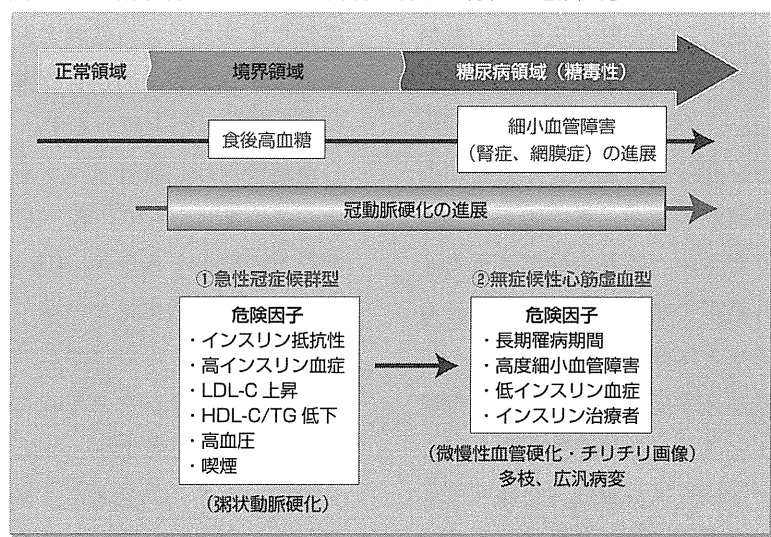 正常領域
境界領域
糖尿病領域（糖毒性）
食後高血糖
細小血管障害
（腎症、網膜症）の進展
冠動脈硬化の進展
①急性冠症候群型
危険因子
・インスリン抵抗性
・高インスリン血症
・LDL-C 上昇
・HDL-C/TG 低下
・高血圧
・喫煙
（粥状動脈硬化）
②無症候性心筋虚血型
危険因子
・長期罹病期間
・高度細小血管障害
・低インスリン血症
・インスリン治療者
（微慢性血管硬化・チリチリ画像）
多枝、広汎病変